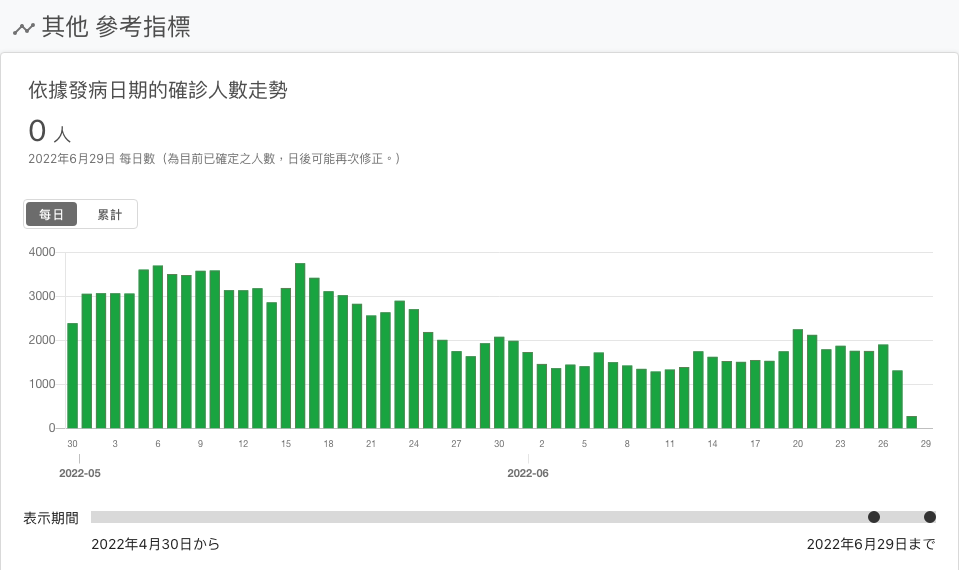 其他 參考指標
依據發病日期的確診人數走勢
0 人
2022年6月29日 每日數（為目前已確定之人數，日後可能再次修正。）
每日 累計
4000
3000
2000
1000
0
30 3 6 9 12 15 18 21 24 27 30 2 5 8 11 14 17 20 23 26 29
2022-05 2022-06
表示期間
2022年4月30日から 2022年6月29日まで